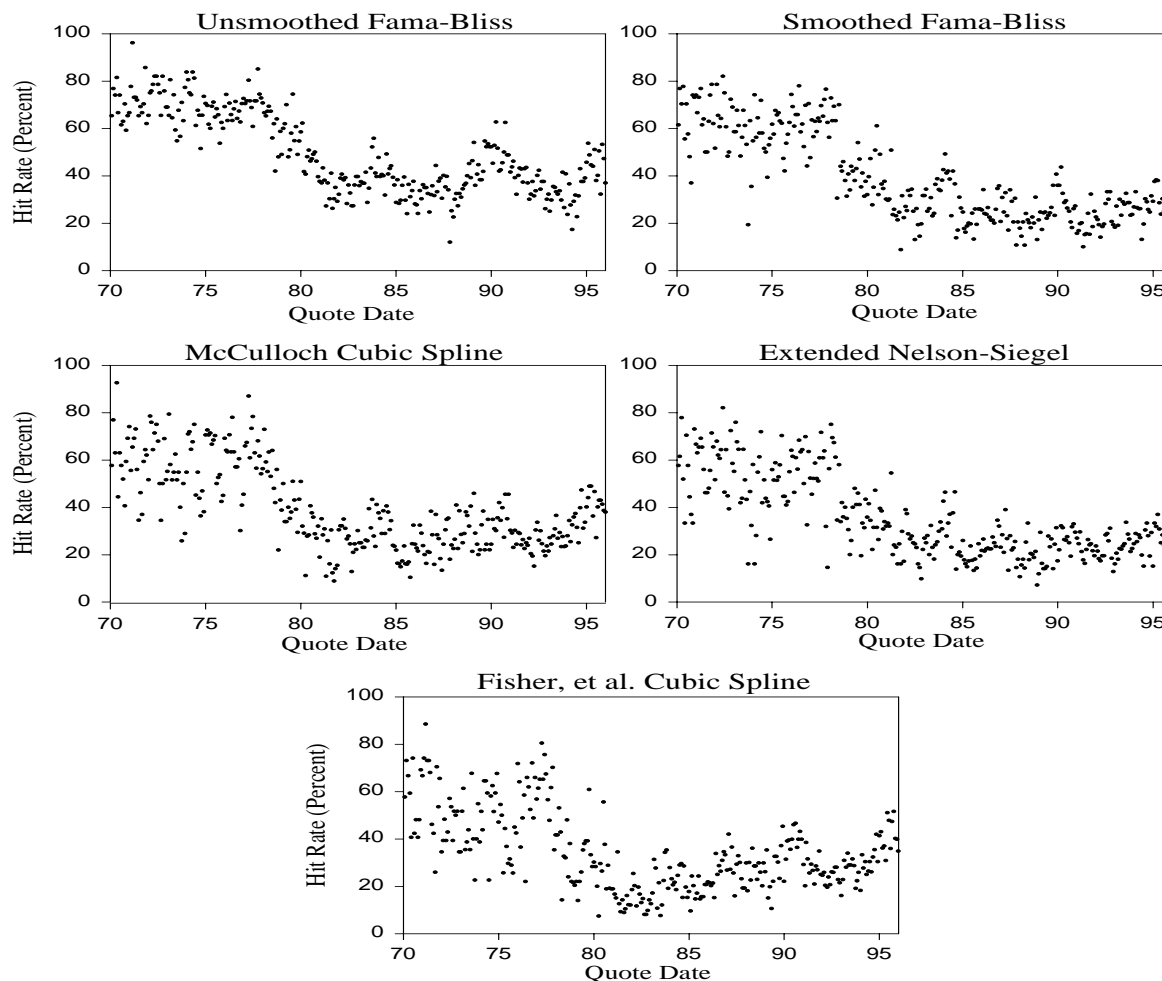 Unsmoothed Fama-Bliss
100
80
60
40
20
0
Hit Rate (Percent)
70 75 80 85 90 95
Quote Date
Smoothed Fama-Bliss
100
80
60
40
20
0
70 75 80 85 90 95
Quote Date
McCulloch Cubic Spline
100
80
60
40
20
0
Hit Rate (Percent)
70 75 80 85 90 95
Quote Date
Extended Nelson-Siegel
100
80
60
40
20
0
70 75 80 85 90 95
Quote Date
Fisher, et al. Cubic Spline
100
80
60
40
20
0
Hit Rate (Percent)
70 75 80 85 90 95
Quote Date